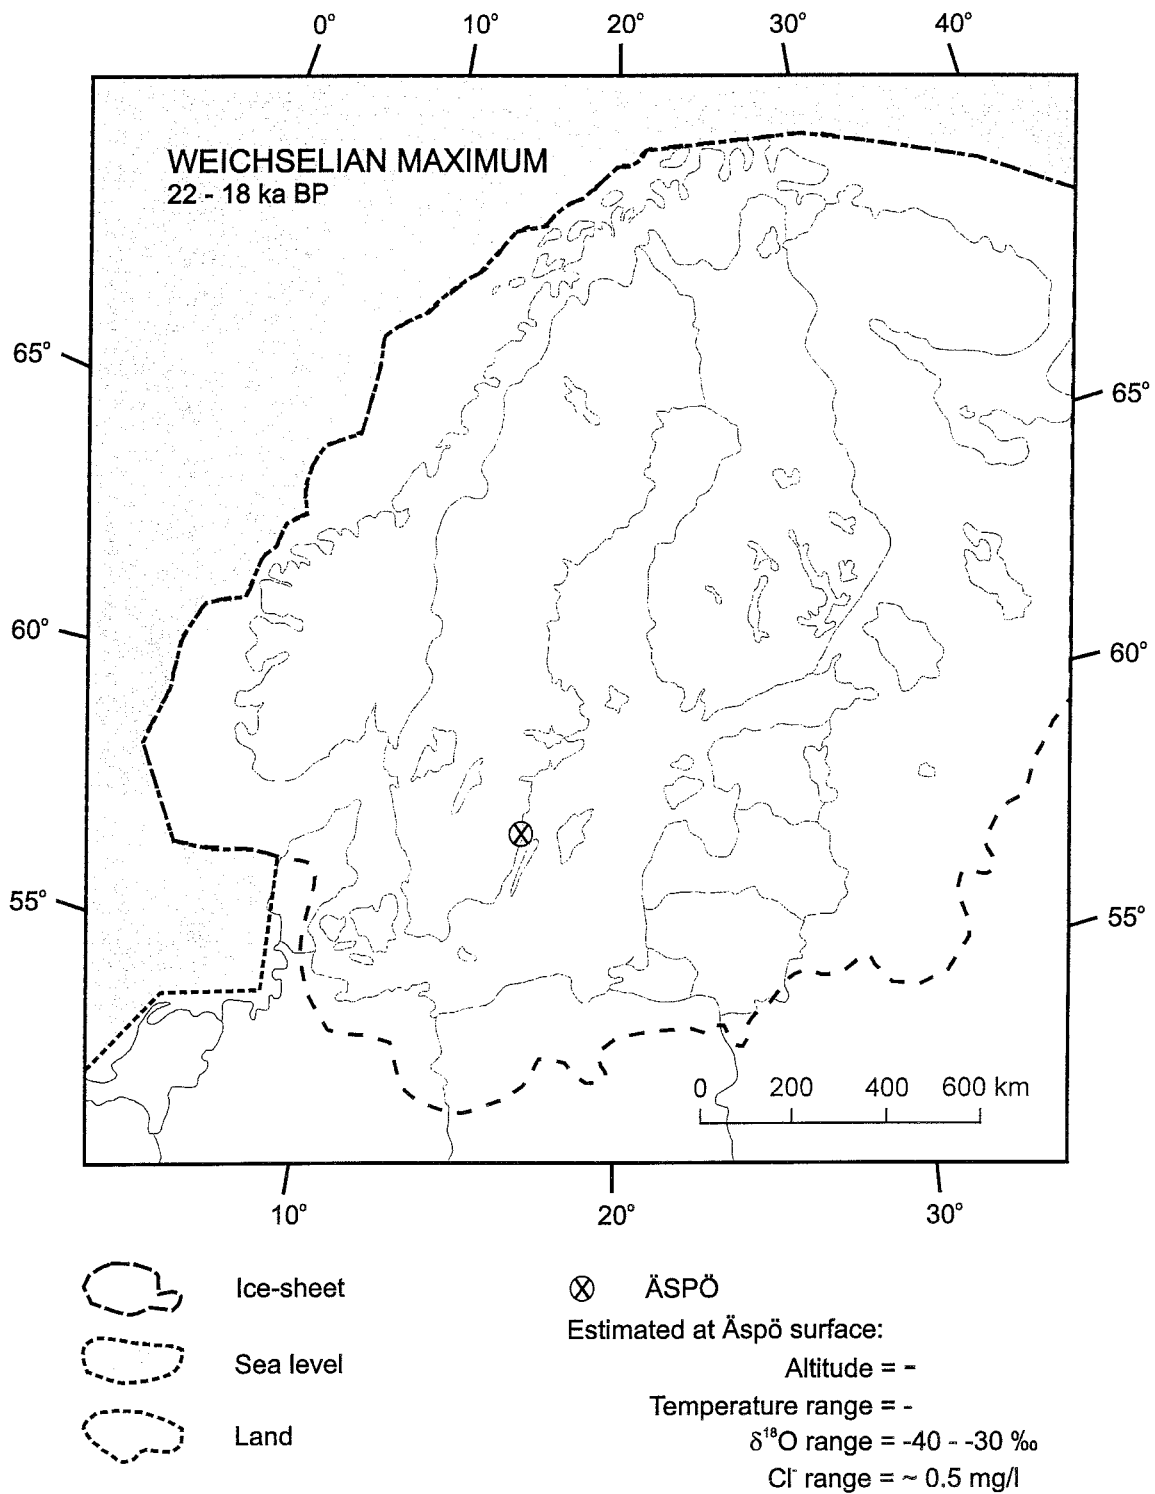 0° 10° 20° 30° 40°
WEICHSELIAN MAXIMUM
22 - 18 ka BP
65°
65°
60°
60°
55°
55°
0 200 400 600 km
10° 20° 30°
Ice-sheet
Sea level
Land
ÄSPÖ
Estimated at Äspö surface:
Altitude = -
Temperature range = -
δ¹⁸O range = -40 - -30 ‰
Cl⁻ range = ~ 0.5 mg/l